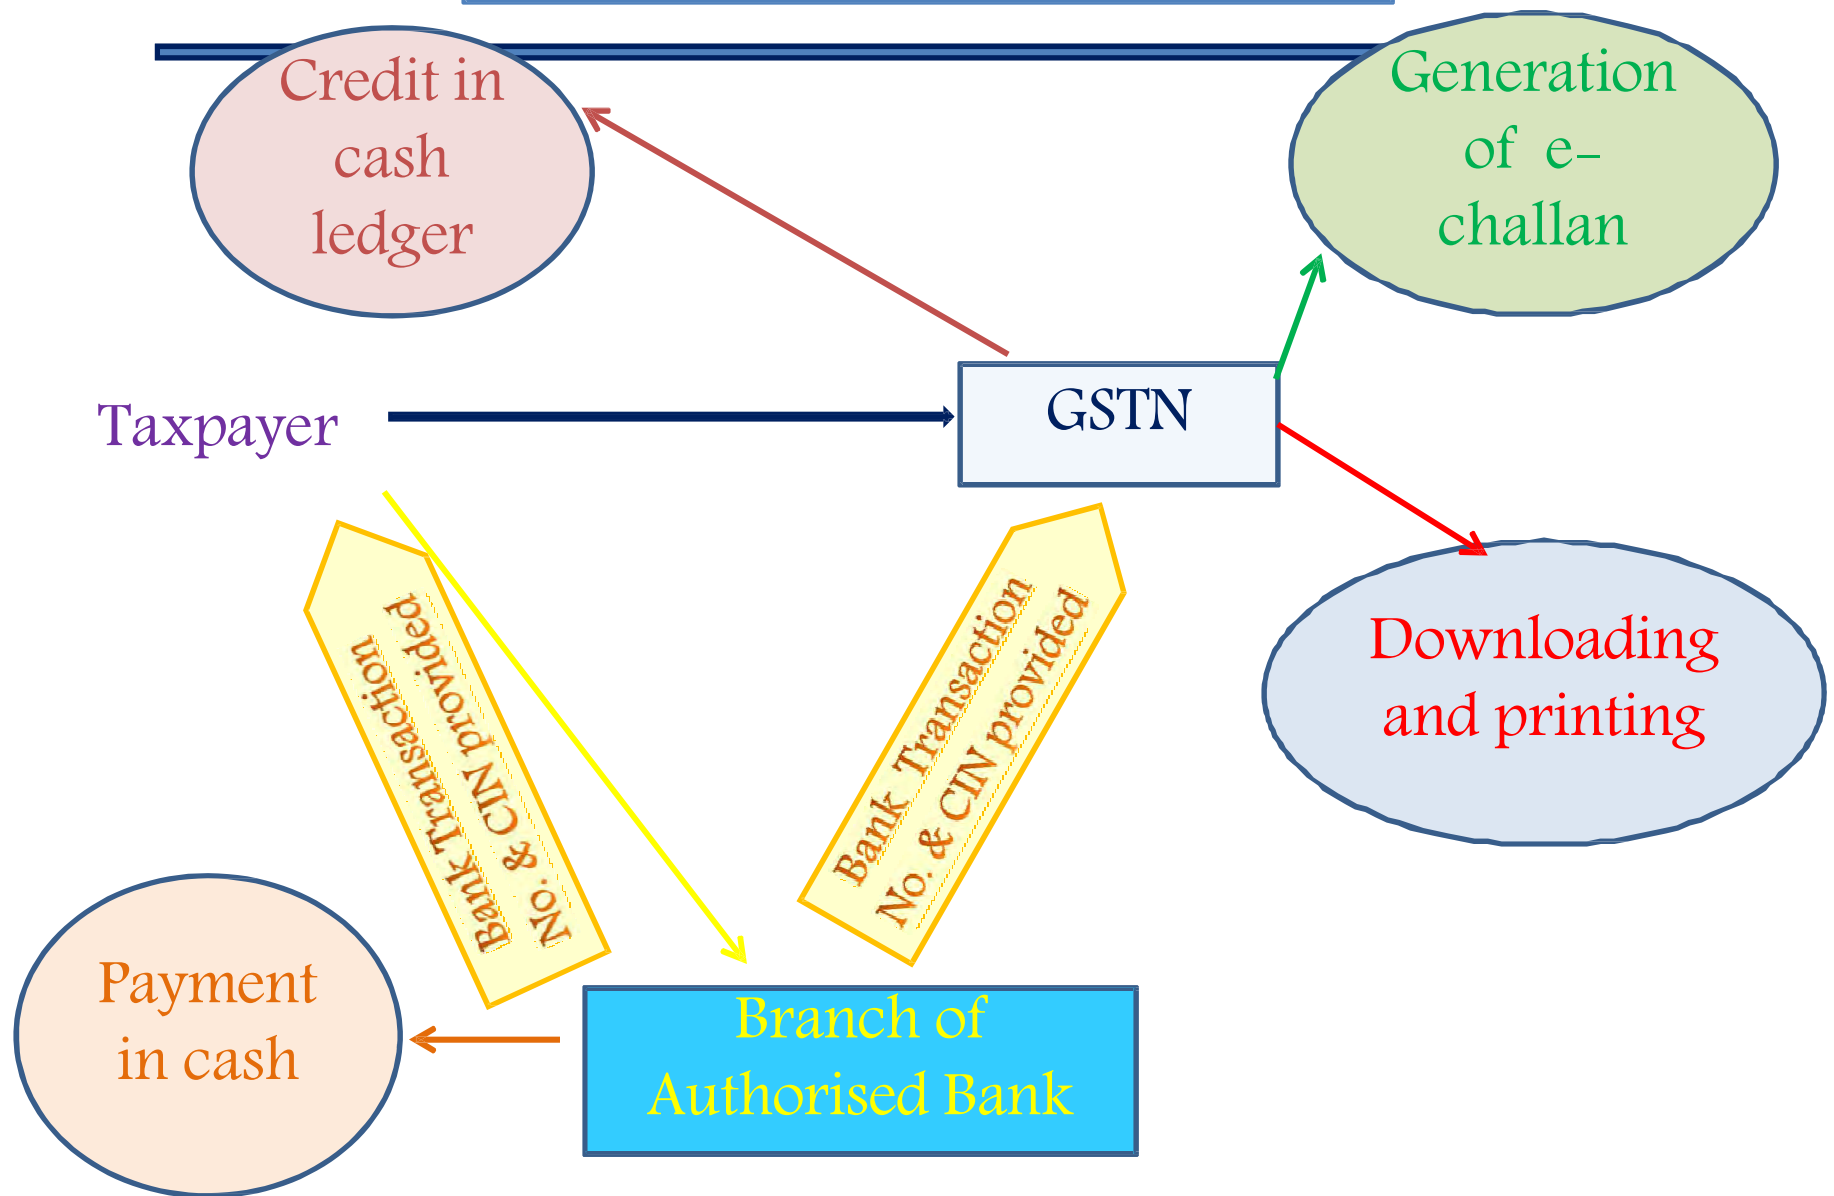 Credit in
cash
ledger
Generation
of e-
challan
Taxpayer
GSTN
Bank Transaction
No. & CIN provided
Bank Transaction
No. & CIN provided
Downloading
and printing
Payment
in cash
Branch of
Authorised Bank